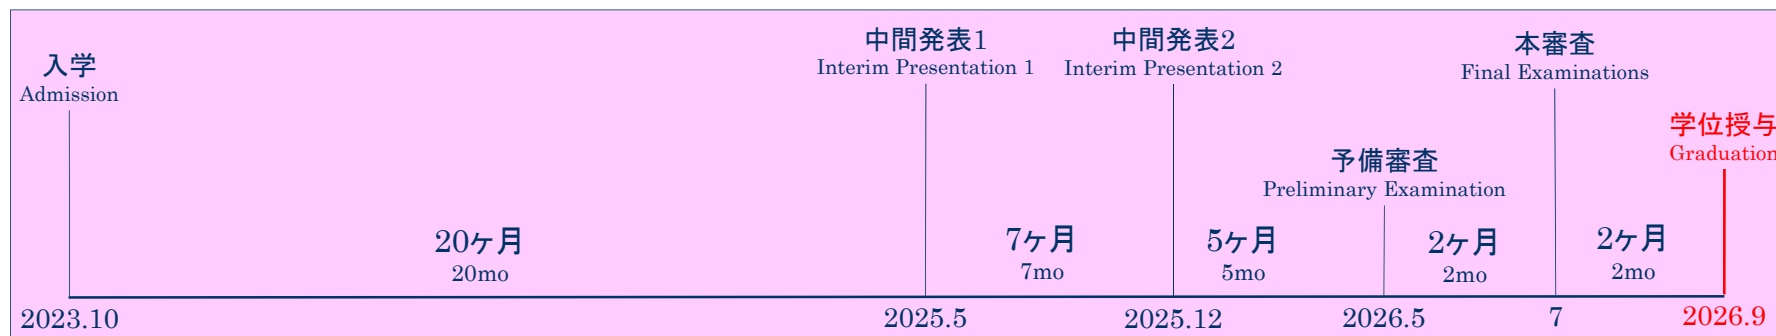 入学
Admission
中間発表1
Interim Presentation 1
中間発表2
Interim Presentation 2
本審査
Final Examinations
学位授与
Graduation
予備審査
Preliminary Examination
20ヶ月
20mo
7ヶ月
7mo
5ヶ月
5mo
2ヶ月
2mo
2ヶ月
2mo
2023.10
2025.5
2025.12
2026.5
7
2026.9